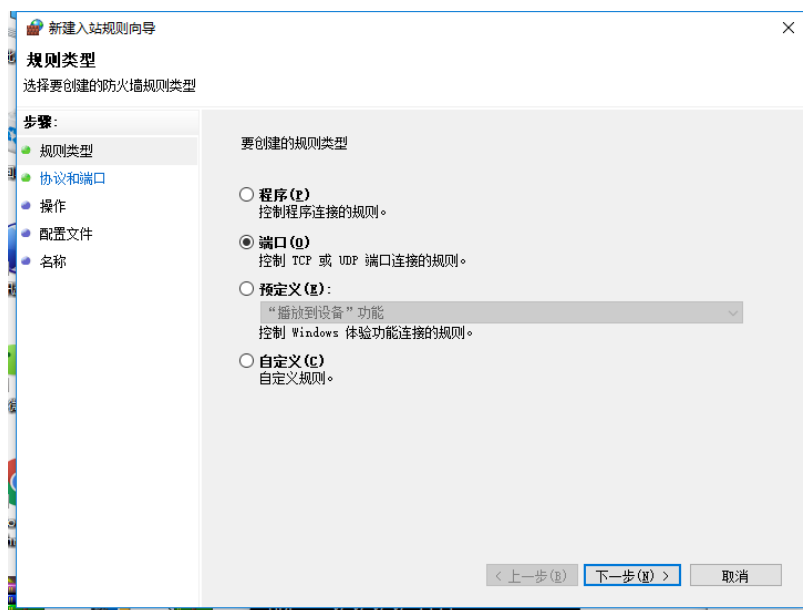 新建入站规则向导
规则类型
选择要创建的防火墙规则类型
步骤:
规则类型
协议和端口
操作
配置文件
名称
要创建的规则类型
程序(P)
控制程序连接的规则。
端口(O)
控制 TCP 或 UDP 端口连接的规则。
预定义(E):
“播放到设备”功能
控制 Windows 体验功能连接的规则。
自定义(C)
自定义规则。
< 上一步(B)
下一步(N) >
取消